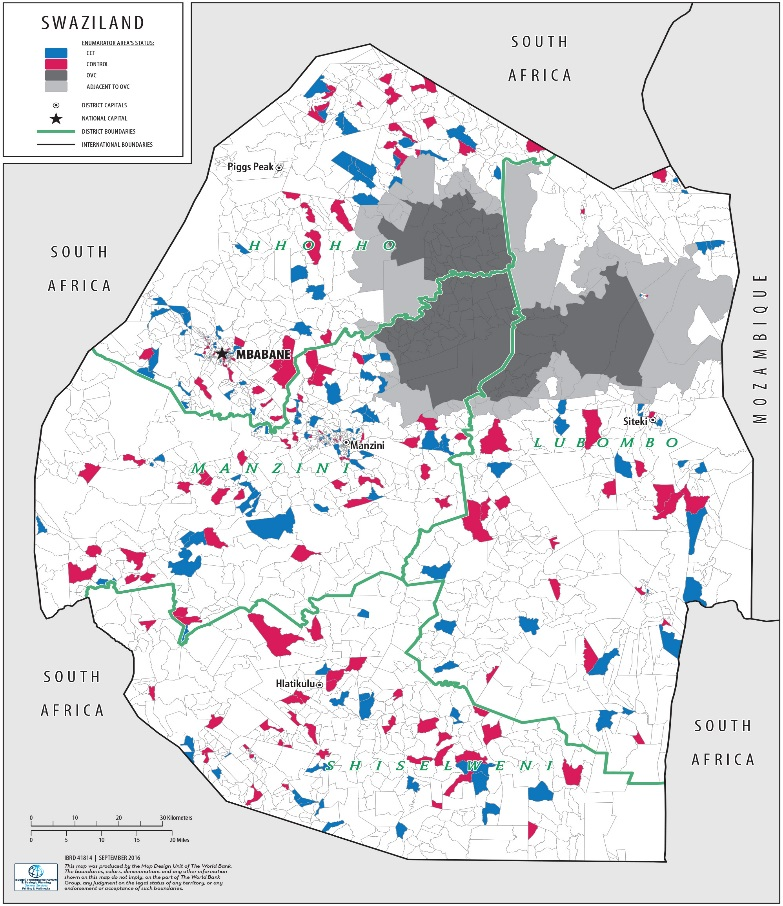 SWAZILAND
ENUMARATOR AREA'S STATUS:
CCT
CONTROL
OVC
ADJACENT TO OVC
DISTRICT CAPITALS
NATIONAL CAPITAL
DISTRICT BOUNDARIES
INTERNATIONAL BOUNDARIES
SOUTH
AFRICA
Piggs Peak
HHOHHO
SOUTH
AFRICA
MOZAMBIQUE
MBABANE
Siteki
Manzini
LUBOMBO
MANZINI
SOUTH
AFRICA
Hlatikulu
SOUTH
AFRICA
SHISELWENI
0 10 20 30 Kilometers
0 5 10 15 20 Miles
IBRD 41814 | SEPTEMBER 2016
This map was produced by the Map Design Unit of The World Bank.
The boundaries, colors, denominations and any other information
shown on this map do not imply, on the part of The World Bank
Group, any judgment on the legal status of any territory, or any
endorsement or acceptance of such boundaries.